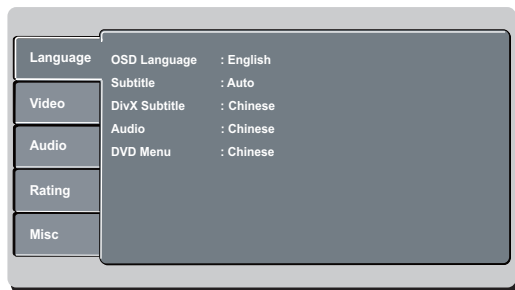 Language
Video
Audio
Rating
Misc
OSD Language : English
Subtitle : Auto
DivX Subtitle : Chinese
Audio : Chinese
DVD Menu : Chinese